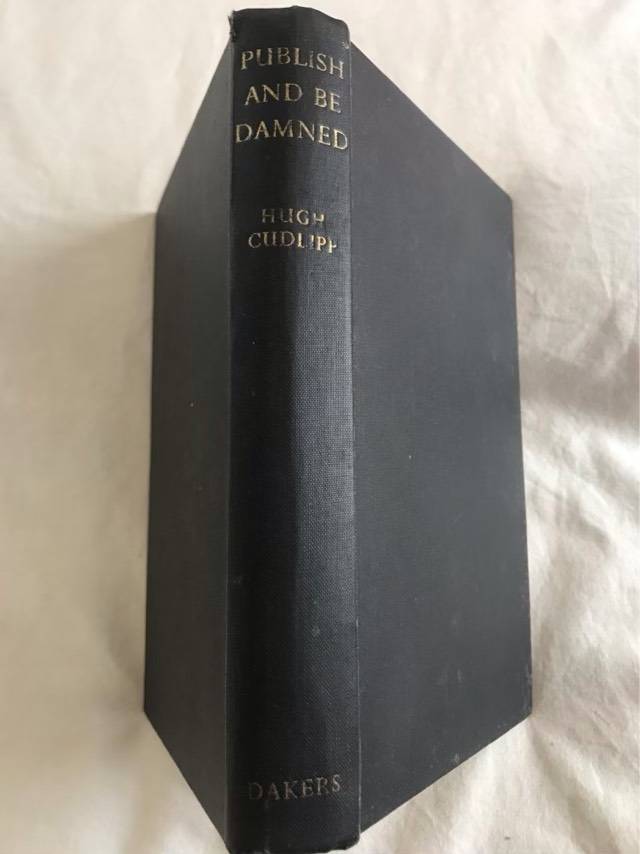 PUBLISH
AND BE
DAMNED
HUGH
CUDLIPP
DAKERS